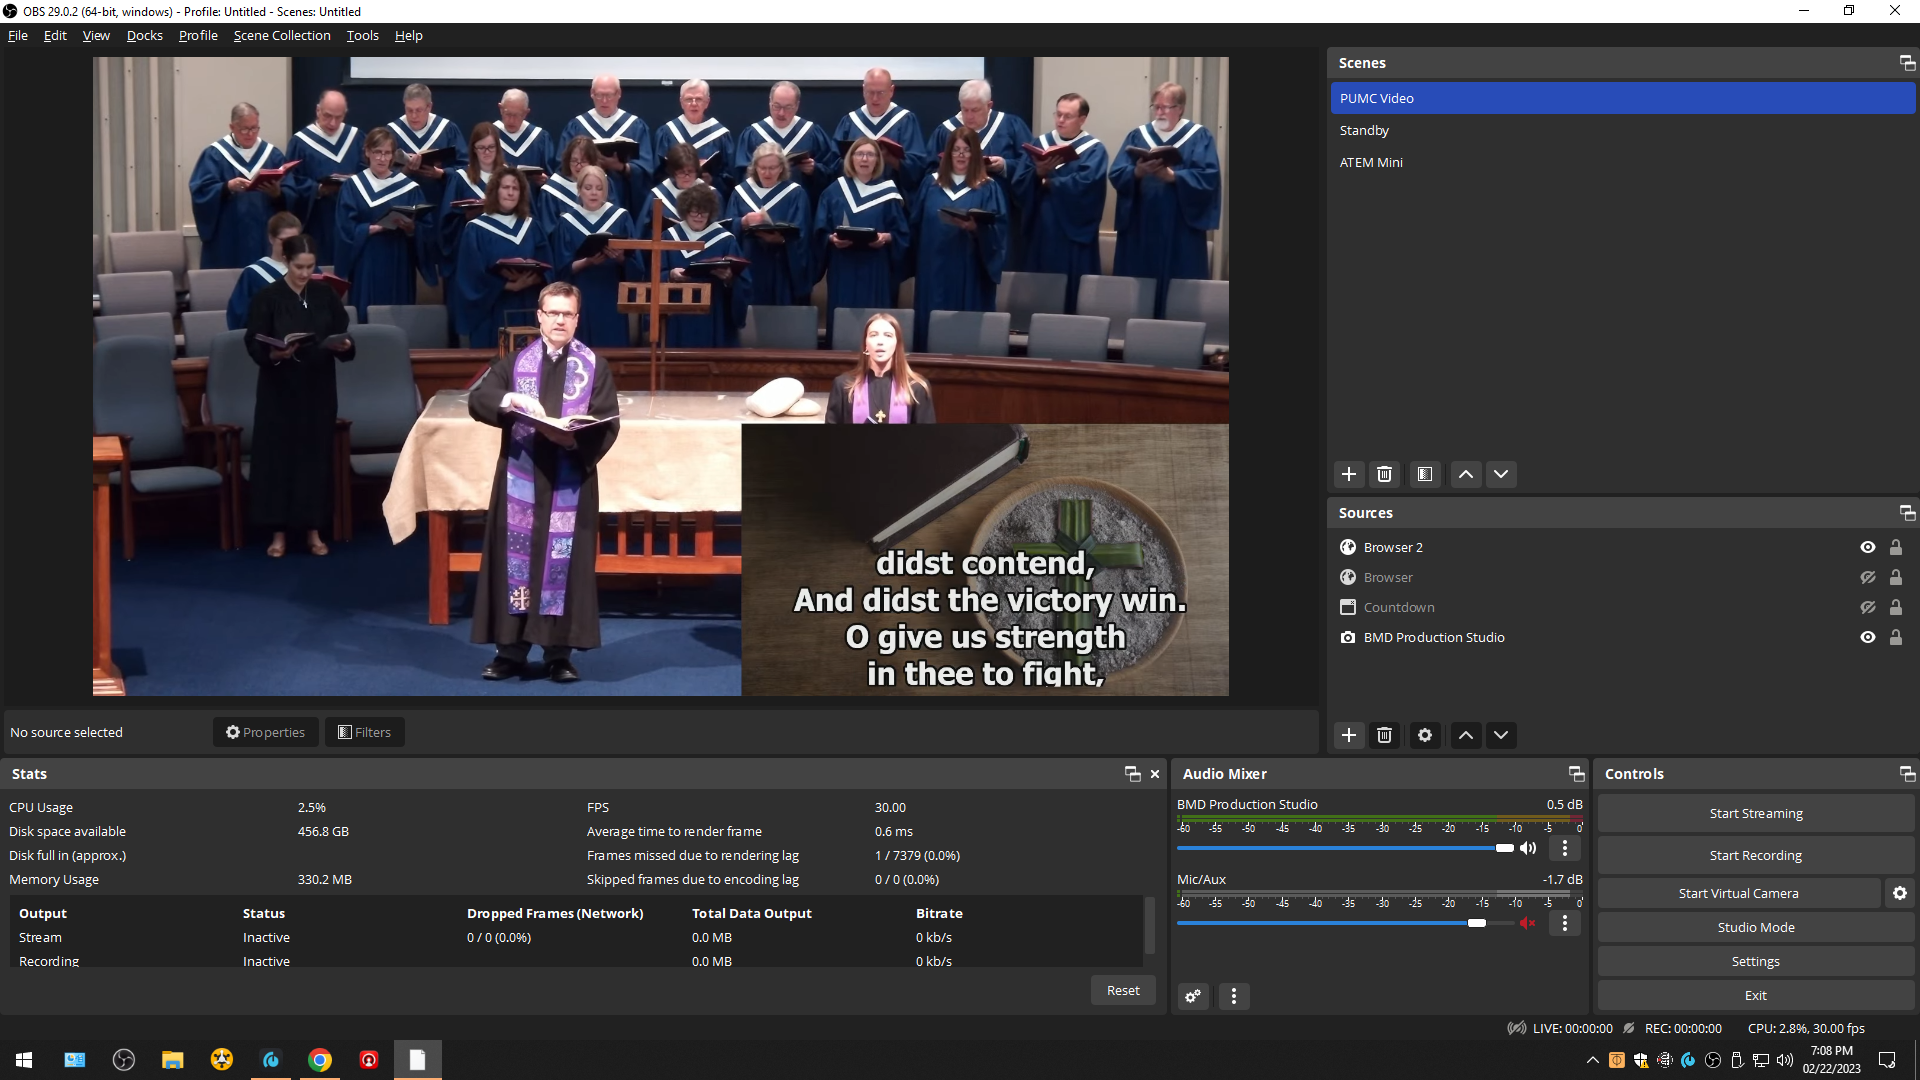 OBS 29.0.2 (64-bit, windows) - Profile: Untitled - Scenes: Untitled
File Edit View Docks Profile Scene Collection Tools Help
didst contend,
And didst the victory win.
O give us strength
in thee to fight,
Scenes
PUMC Video
Standby
ATEM Mini
Sources
Browser 2
Browser
Countdown
BMD Production Studio
No source selected
Properties
Filters
Stats
CPU Usage 2.5% FPS 30.00
Disk space available 456.8 GB Average time to render frame 0.6 ms
Disk full in (approx.) Frames missed due to rendering lag 1 / 7379 (0.0%)
Memory Usage 330.2 MB Skipped frames due to encoding lag 0 / 0 (0.0%)
Output Status Dropped Frames (Network) Total Data Output Bitrate
Stream Inactive 0 / 0 (0.0%) 0.0 MB 0 kb/s
Recording Inactive 0.0 MB 0 kb/s
Reset
Audio Mixer
BMD Production Studio 0.5 dB
-60 -55 -50 -45 -40 -35 -30 -25 -20 -15 -10 -5 0
Mic/Aux -1.7 dB
-60 -55 -50 -45 -40 -35 -30 -25 -20 -15 -10 -5 0
Controls
Start Streaming
Start Recording
Start Virtual Camera
Studio Mode
Settings
Exit
LIVE: 00:00:00 REC: 00:00:00 CPU: 2.8%, 30.00 fps
7:08 PM
02/22/2023